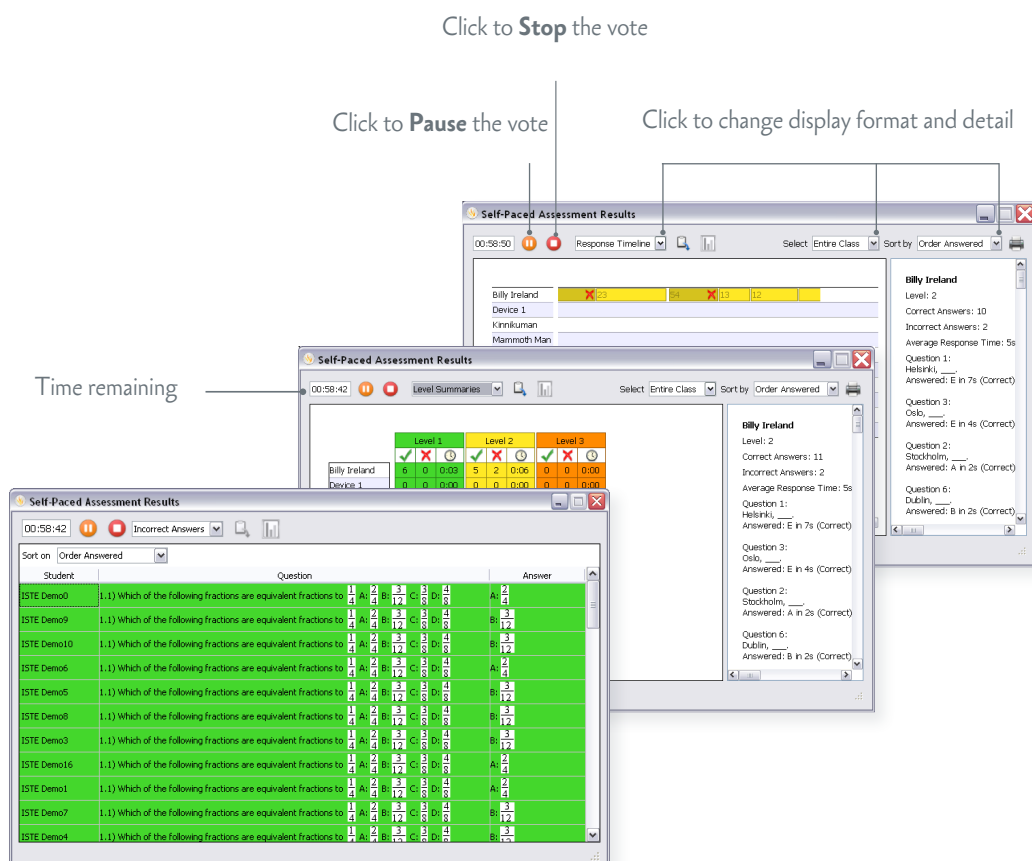 Click to Stop the vote
Click to Pause the vote
Click to change display format and detail
Time remaining
Self-Paced Assessment Results
00:58:50 Response Timeline Select Entire Class Sort by Order Answered
Billy Ireland 23 54 13 12
Device 1
Kinnikuman
Mammoth Man
Billy Ireland
Level: 2
Correct Answers: 10
Incorrect Answers: 2
Average Response Time: 5s
Question 1:
Helsinki, ___.
Answered: E in 7s (Correct)
Question 3:
Oslo, ___.
Answered: E in 4s (Correct)
Question 2:
Stockholm, ___.
Answered: A in 2s (Correct)
Question 6:
Dublin, ___.
Answered: B in 2s (Correct)
Self-Paced Assessment Results
00:58:42 Level Summaries Select Entire Class Sort by Order Answered
Level 1 Level 2 Level 3
Billy Ireland 6 0 0:03 5 2 0:06 0 0 0:00
Device 1 0 0 0:00 0 0 0:00 0 0 0:00
Billy Ireland
Level: 2
Correct Answers: 11
Incorrect Answers: 2
Average Response Time: 5s
Question 1:
Helsinki, ___.
Answered: E in 7s (Correct)
Question 3:
Oslo, ___.
Answered: E in 4s (Correct)
Question 2:
Stockholm, ___.
Answered: A in 2s (Correct)
Question 6:
Dublin, ___.
Answered: B in 2s (Correct)
Self-Paced Assessment Results
00:58:42 Incorrect Answers
Sort on Order Answered
Student Question Answer
ISTE Demo0 1.1) Which of the following fractions are equivalent fractions to 1/4 A: 2/4 B: 3/12 C: 3/8 D: 4/8 A: 2/4
ISTE Demo9 1.1) Which of the following fractions are equivalent fractions to 1/4 A: 2/4 B: 3/12 C: 3/8 D: 4/8 B: 3/12
ISTE Demo10 1.1) Which of the following fractions are equivalent fractions to 1/4 A: 2/4 B: 3/12 C: 3/8 D: 4/8 B: 3/12
ISTE Demo6 1.1) Which of the following fractions are equivalent fractions to 1/4 A: 2/4 B: 3/12 C: 3/8 D: 4/8 A: 2/4
ISTE Demo5 1.1) Which of the following fractions are equivalent fractions to 1/4 A: 2/4 B: 3/12 C: 3/8 D: 4/8 B: 3/12
ISTE Demo8 1.1) Which of the following fractions are equivalent fractions to 1/4 A: 2/4 B: 3/12 C: 3/8 D: 4/8 B: 3/12
ISTE Demo3 1.1) Which of the following fractions are equivalent fractions to 1/4 A: 2/4 B: 3/12 C: 3/8 D: 4/8 B: 3/12
ISTE Demo16 1.1) Which of the following fractions are equivalent fractions to 1/4 A: 2/4 B: 3/12 C: 3/8 D: 4/8 A: 2/4
ISTE Demo1 1.1) Which of the following fractions are equivalent fractions to 1/4 A: 2/4 B: 3/12 C: 3/8 D: 4/8 A: 2/4
ISTE Demo7 1.1) Which of the following fractions are equivalent fractions to 1/4 A: 2/4 B: 3/12 C: 3/8 D: 4/8 B: 3/12
ISTE Demo4 1.1) Which of the following fractions are equivalent fractions to 1/4 A: 2/4 B: 3/12 C: 3/8 D: 4/8 B: 3/12